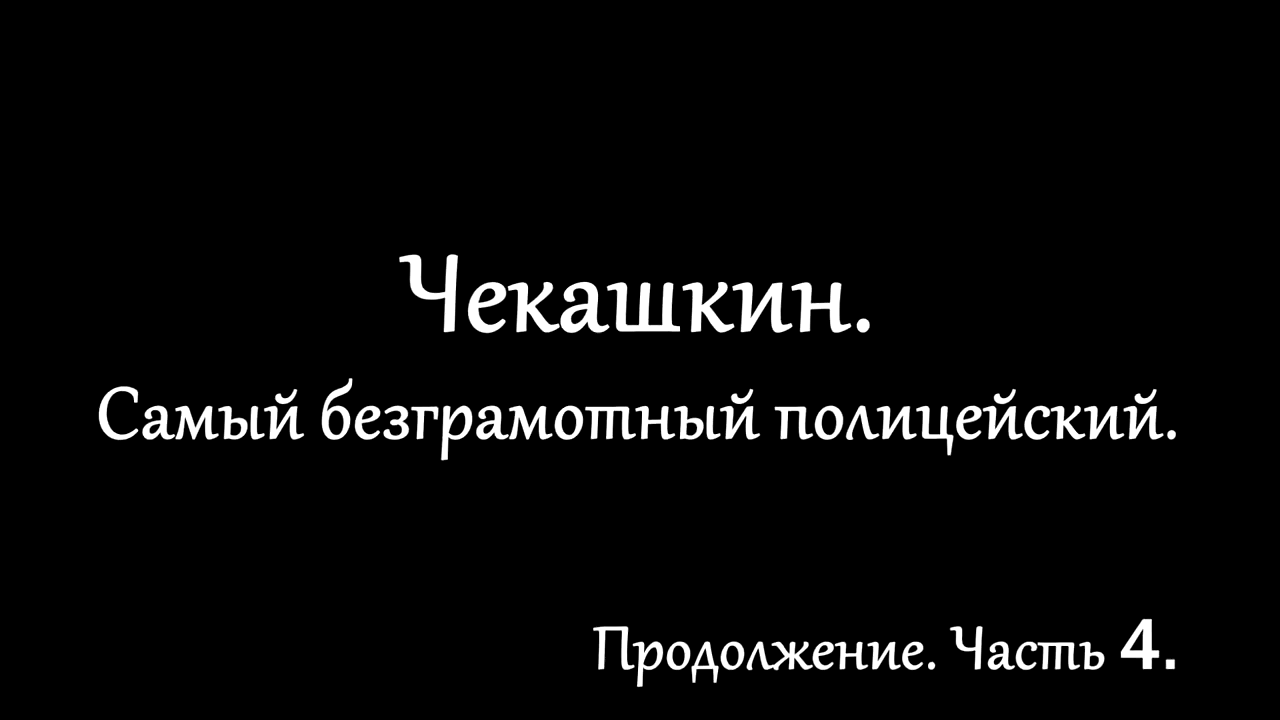 Чекашкин.
Самый безграмотный полицейский.
Продолжение. Часть 4.